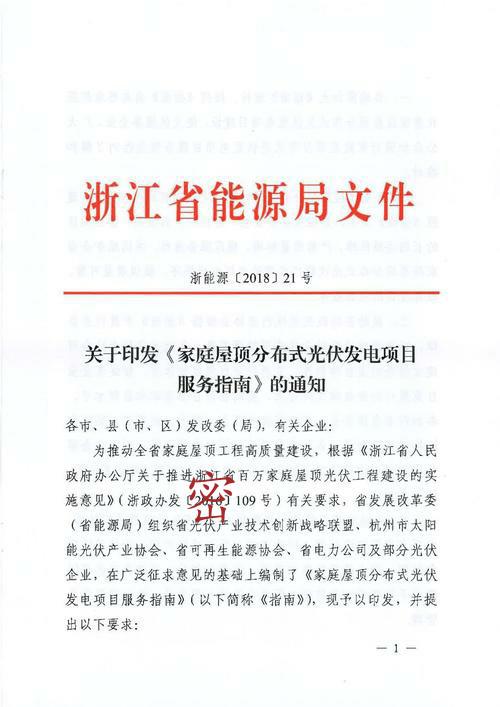 浙江省能源局文件
浙能源〔2018〕21号
关于印发《家庭屋顶分布式光伏发电项目
服务指南》的通知
各市、县（市、区）发改委（局），有关企业：
为推动全省家庭屋顶工程高质量建设，根据《浙江省人民
政府办公厅关于推进浙江省百万家庭屋顶光伏工程建设的实
施意见》（浙政办发〔2016〕109号）有关要求，省发展改革委
（省能源局）组织省光伏产业技术创新战略联盟、杭州市太阳
能光伏产业协会、省可再生能源协会、省电力公司及部分光伏
企业，在广泛征求意见的基础上编制了《家庭屋顶分布式光伏
发电项目服务指南》（以下简称《指南》），现予以印发，并提
出以下要求：
密
— 1 —